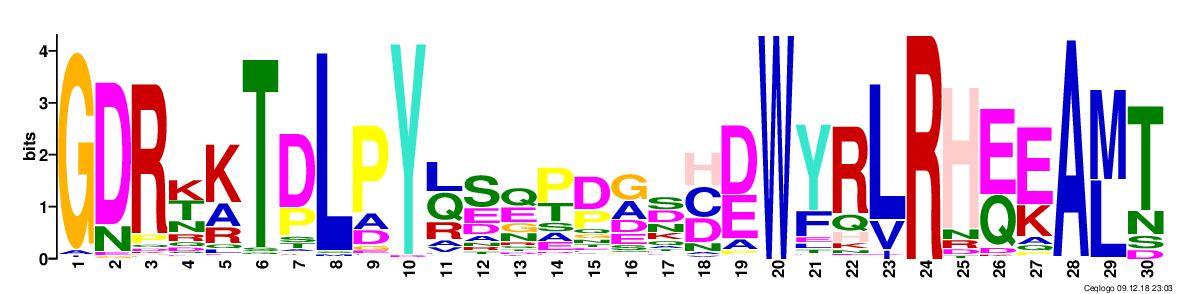 bits
4
3
2
1
0
G D R K K T D L P Y L S Q P D G S H D W Y R L R H E E A M T
N T A P A Q E E T P A D C E F Q V N Q K L N
N R D R D G S D N D A R A S
1 2 3 4 5 6 7 8 9 10 11 12 13 14 15 16 17 18 19 20 21 22 23 24 25 26 27 28 29 30
Ceqlogo 09.12.18 23:03